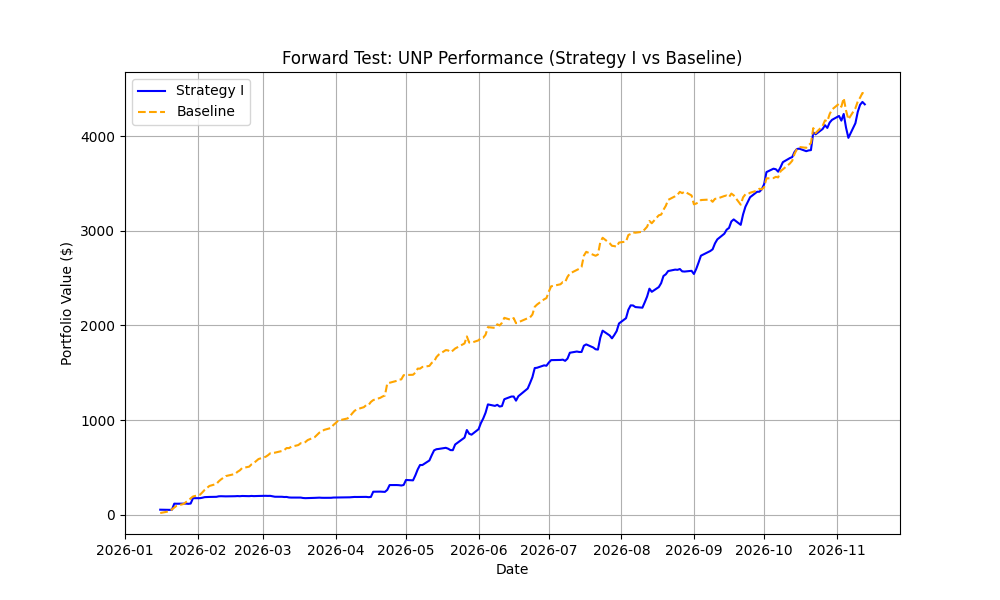 Forward Test: UNP Performance (Strategy I vs Baseline)
Strategy I
Baseline
Portfolio Value ($)
4000
3000
2000
1000
0
2026-01 2026-02 2026-03 2026-04 2026-05 2026-06 2026-07 2026-08 2026-09 2026-10 2026-11
Date